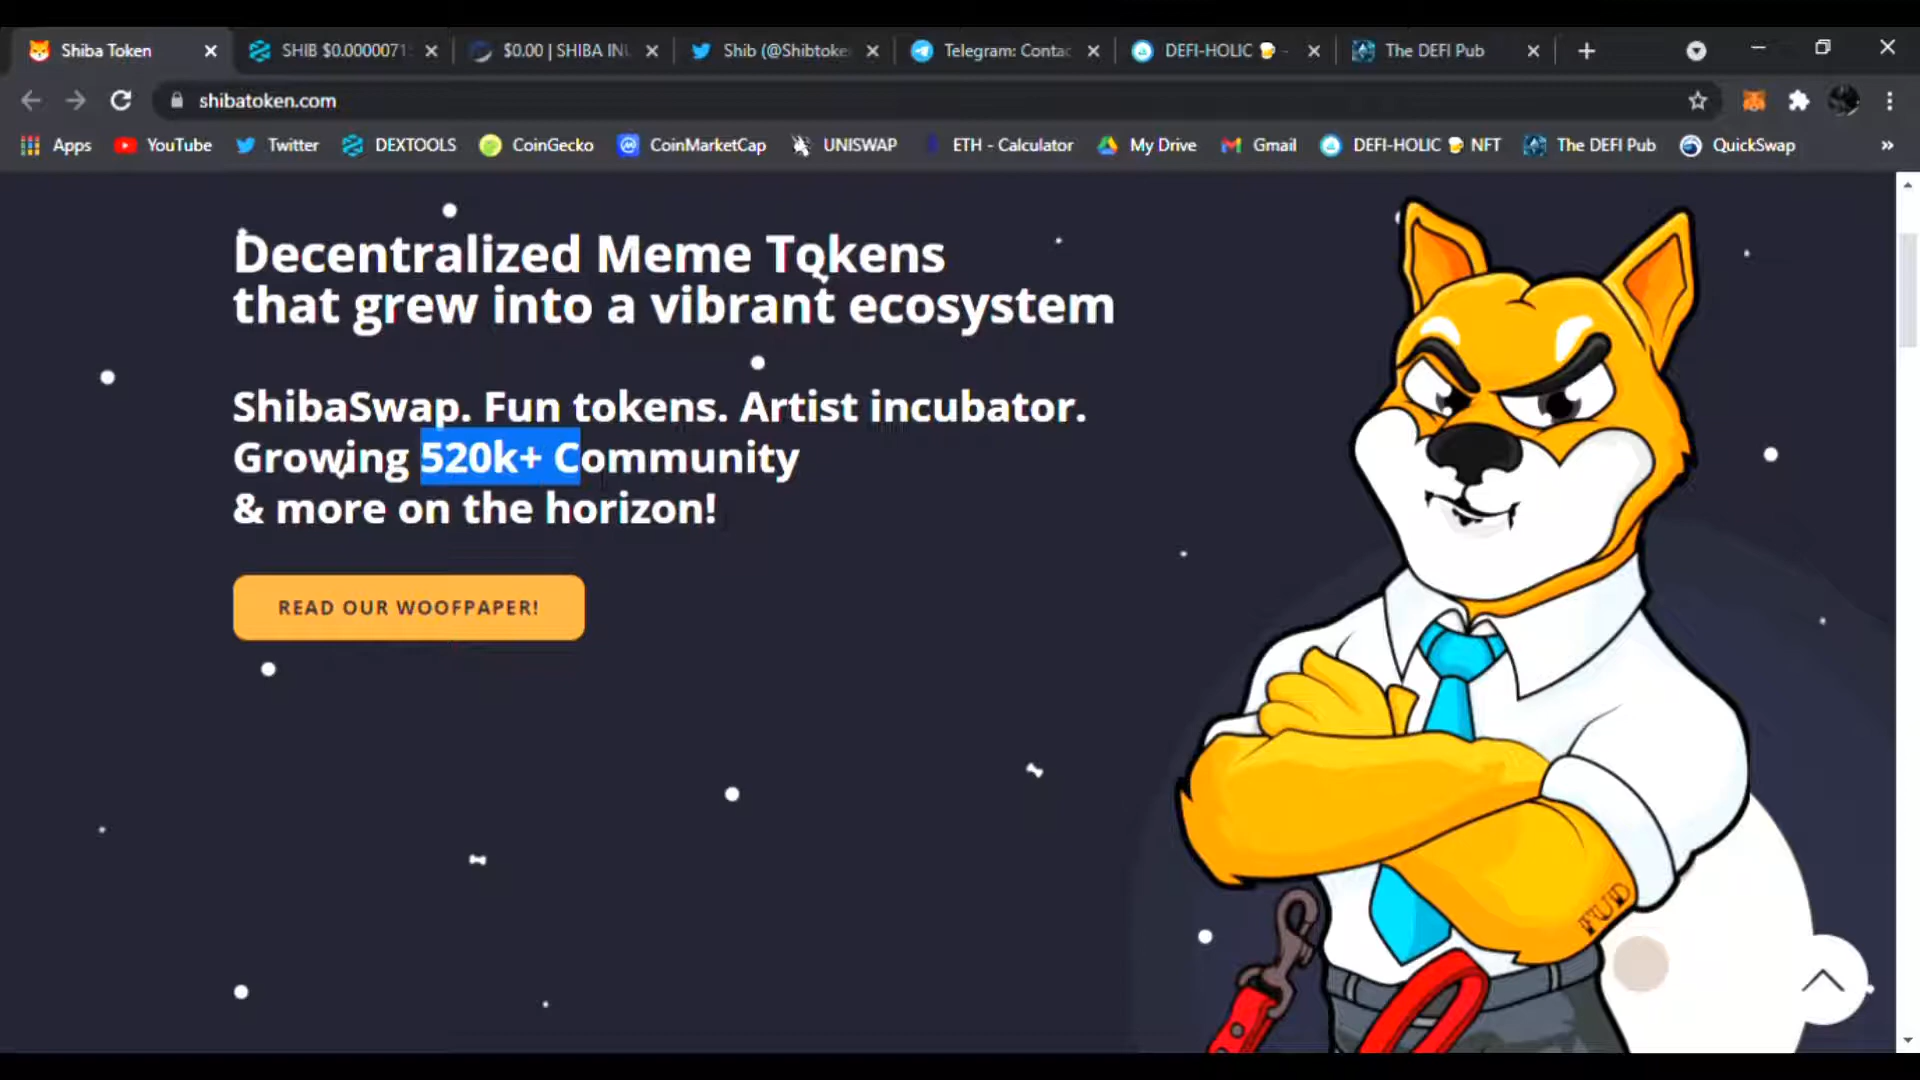 Shiba Token
SHIB $0.0000071
$0.00 | SHIBA INU
Shib (@Shibtoke
Telegram: Contac
DEFI-HOLIC 🍺 -
The DEFI Pub
shibatoken.com
Apps
YouTube
Twitter
DEXTOOLS
CoinGecko
CoinMarketCap
UNISWAP
ETH - Calculator
My Drive
Gmail
DEFI-HOLIC 🍺 NFT
The DEFI Pub
QuickSwap
»
Decentralized Meme Tokens
that grew into a vibrant ecosystem
ShibaSwap. Fun tokens. Artist incubator.
Growing 520k+ Community
& more on the horizon!
READ OUR WOOFPAPER!
FUD